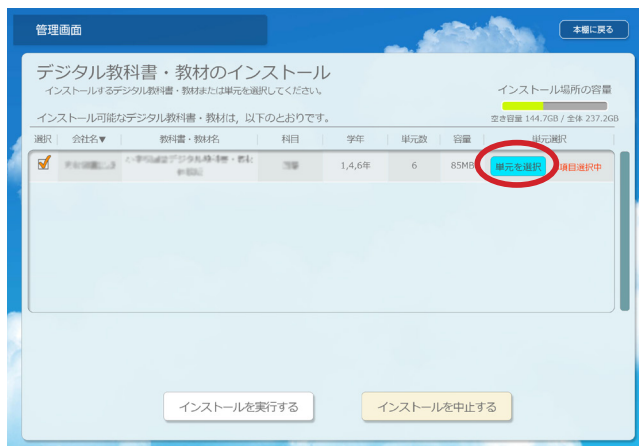 管理画面
本棚に戻る
デジタル教科書・教材のインストール
インストールするデジタル教科書・教材または単元を選択してください。
インストール場所の容量
空き容量 144.7GB / 全体 237.2GB
インストール可能なデジタル教科書・教材は，以下のとおりです。
選択 会社名▼ 教科書・教材名 科目 学年 単元数 容量 単元選択
1,4,6年 6 85MB 単元を選択 項目選択中
インストールを実行する インストールを中止する